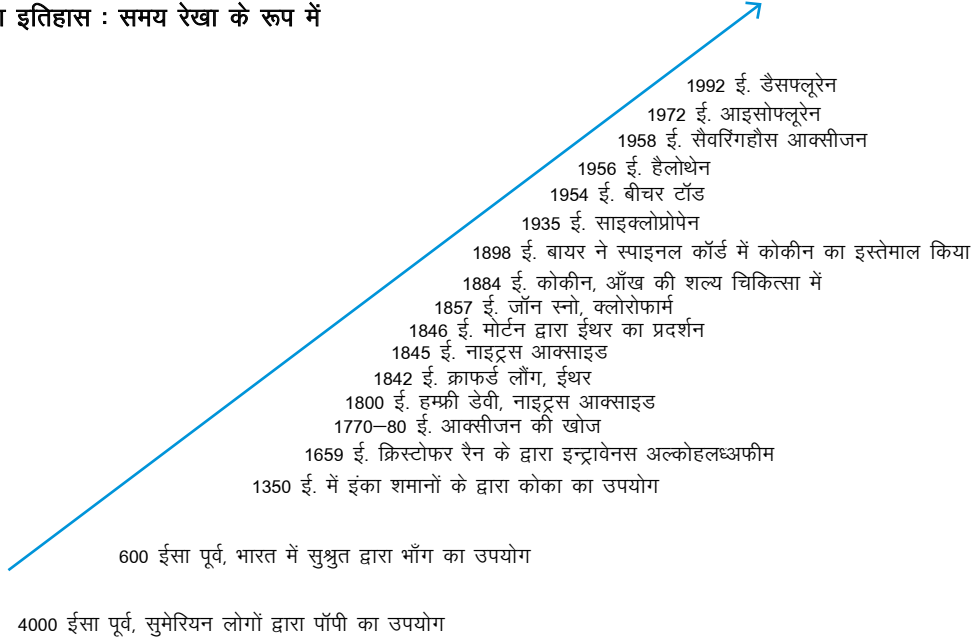 इतिहास : समय रेखा के रूप में
1992 ई. डैसफ्लूरेन
1972 ई. आइसोफ्लूरेन
1958 ई. सैवरिंगहौस आक्सीजन
1956 ई. हैलोथेन
1954 ई. बीचर टॉड
1935 ई. साइक्लोप्रोपेन
1898 ई. बायर ने स्पाइनल कॉर्ड में कोकीन का इस्तेमाल किया
1884 ई. कोकीन, आँख की शल्य चिकित्सा में
1857 ई. जॉन स्नो, क्लोरोफार्म
1846 ई. मोर्टन द्वारा ईथर का प्रदर्शन
1845 ई. नाइट्रस आक्साइड
1842 ई. क्राफर्ड लौंग, ईथर
1800 ई. हम्फ्री डेवी, नाइट्रस आक्साइड
1770–80 ई. आक्सीजन की खोज
1659 ई. क्रिस्टोफर रैन के द्वारा इन्ट्रावेनस अल्कोहलध्अफीम
1350 ई. में इंका शमानों के द्वारा कोका का उपयोग
600 ईसा पूर्व, भारत में सुश्रुत द्वारा भाँग का उपयोग
4000 ईसा पूर्व, सुमेरियन लोगों द्वारा पॉपी का उपयोग